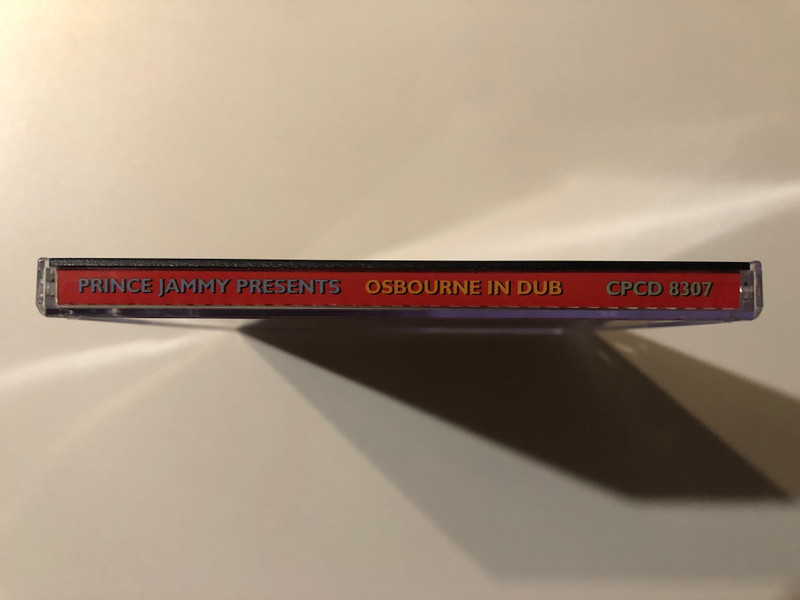 PRINCE JAMMY PRESENTS OSBOURNE IN DUB CPCD 8307